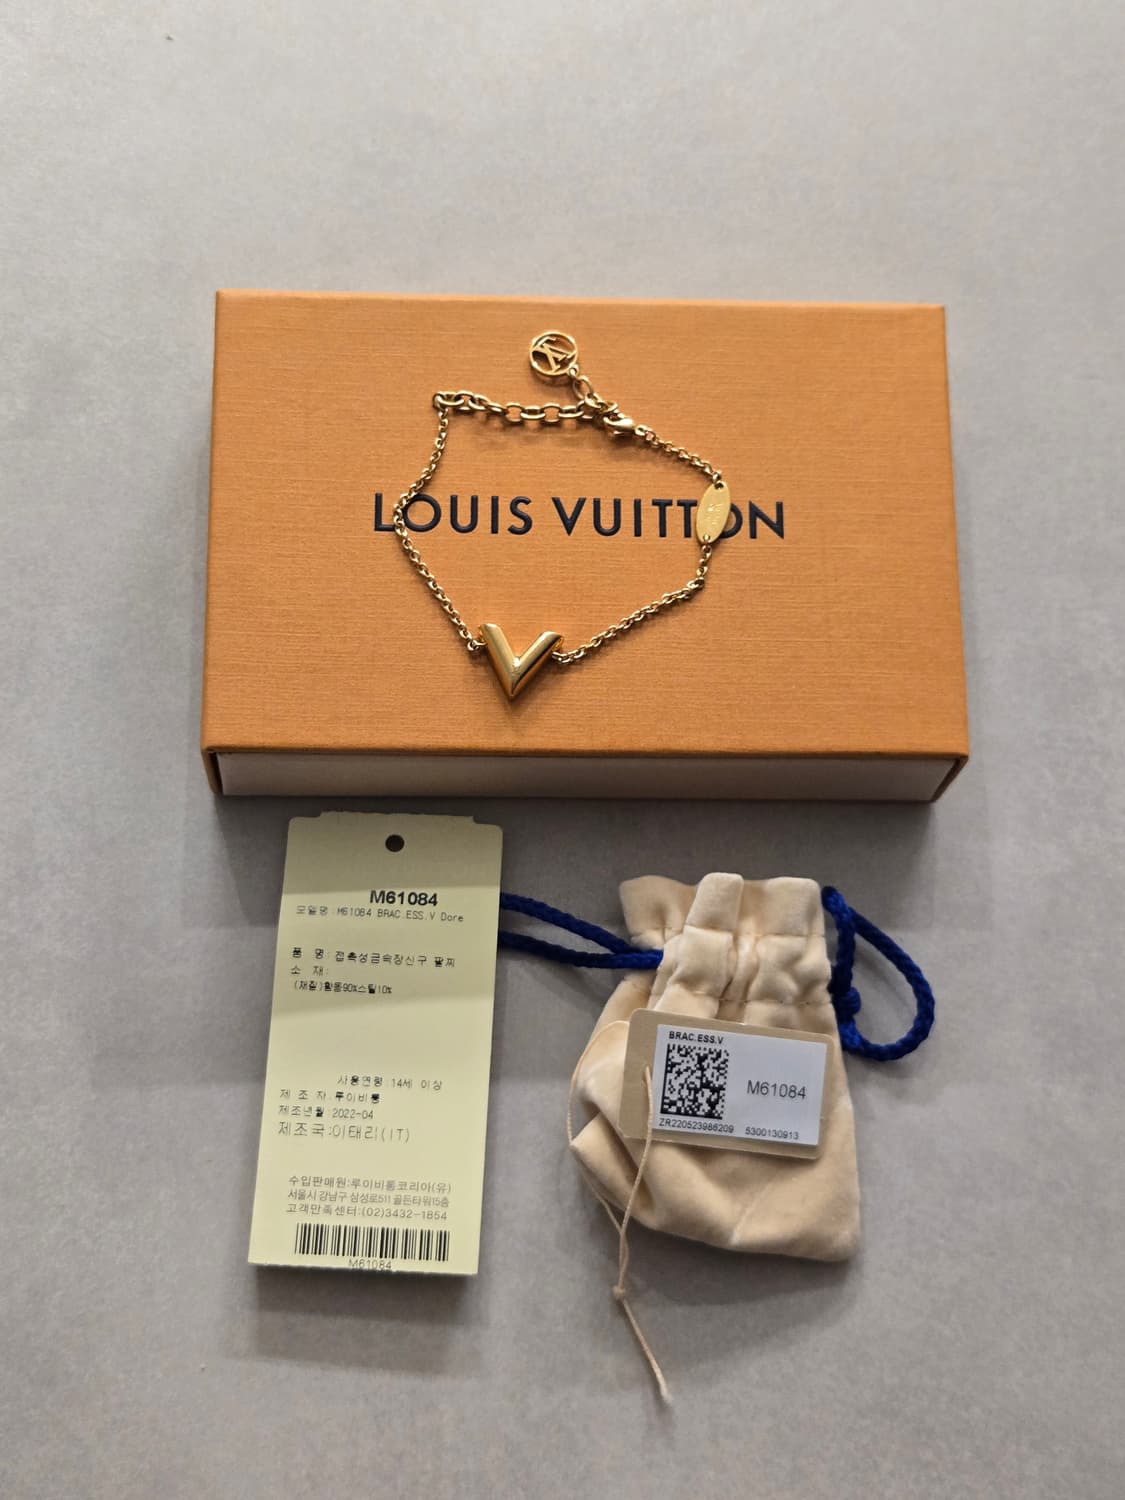 LOUIS VUITTON
M61084
모델명:M61084 BRAC.ESS.V Dore
품 명:접촉성금속장신구 팔찌
소 재:
(재질)황동90%스틸10%
사용연령:14세 이상
제 조 자:루이비통
제조년월:2022-04
제조국:이태리(IT)
수입판매원:루이비통코리아(유)
서울시 강남구 삼성로511 골든타워15층
고객만족센터:(02)3432-1854
M61084
BRAC.ESS.V
M61084
ZR220523986209 5300130913